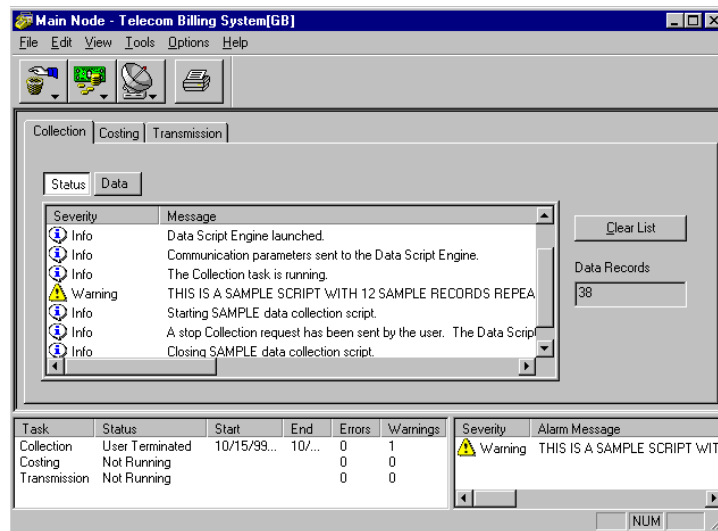 Main Node - Telecom Billing System[GB]
File Edit View Tools Options Help
Collection Costing Transmission
Status Data
Severity Message
Info Data Script Engine launched.
Info Communication parameters sent to the Data Script Engine.
Info The Collection task is running.
Warning THIS IS A SAMPLE SCRIPT WITH 12 SAMPLE RECORDS REPEA
Info Starting SAMPLE data collection script.
Info A stop Collection request has been sent by the user. The Data Script
Info Closing SAMPLE data collection script.
Clear List
Data Records
38
Task Status Start End Errors Warnings
Collection User Terminated 10/15/99... 10/... 0 1
Costing Not Running 0 0
Transmission Not Running 0 0
Severity Alarm Message
Warning THIS IS A SAMPLE SCRIPT WIT
NUM